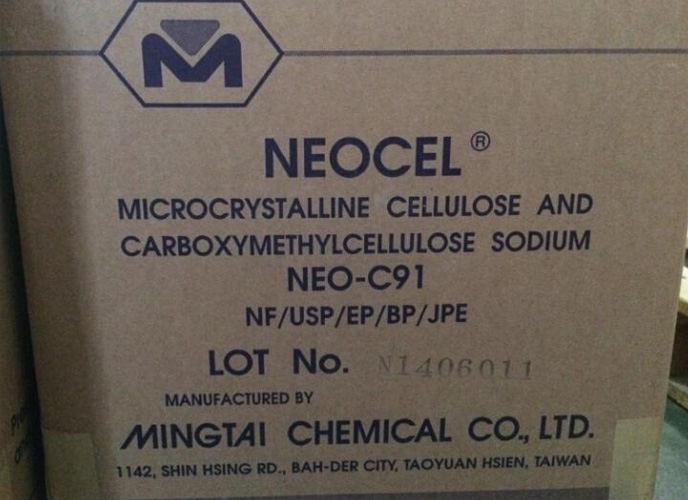 M
NEOCEL®
MICROCRYSTALLINE CELLULOSE AND
CARBOXYMETHYLCELLULOSE SODIUM
NEO-C91
NF/USP/EP/BP/JPE
LOT No. N1406011
MANUFACTURED BY
MINGTAI CHEMICAL CO., LTD.
1142, SHIN HSING RD., BAH-DER CITY, TAOYUAN HSIEN, TAIWAN